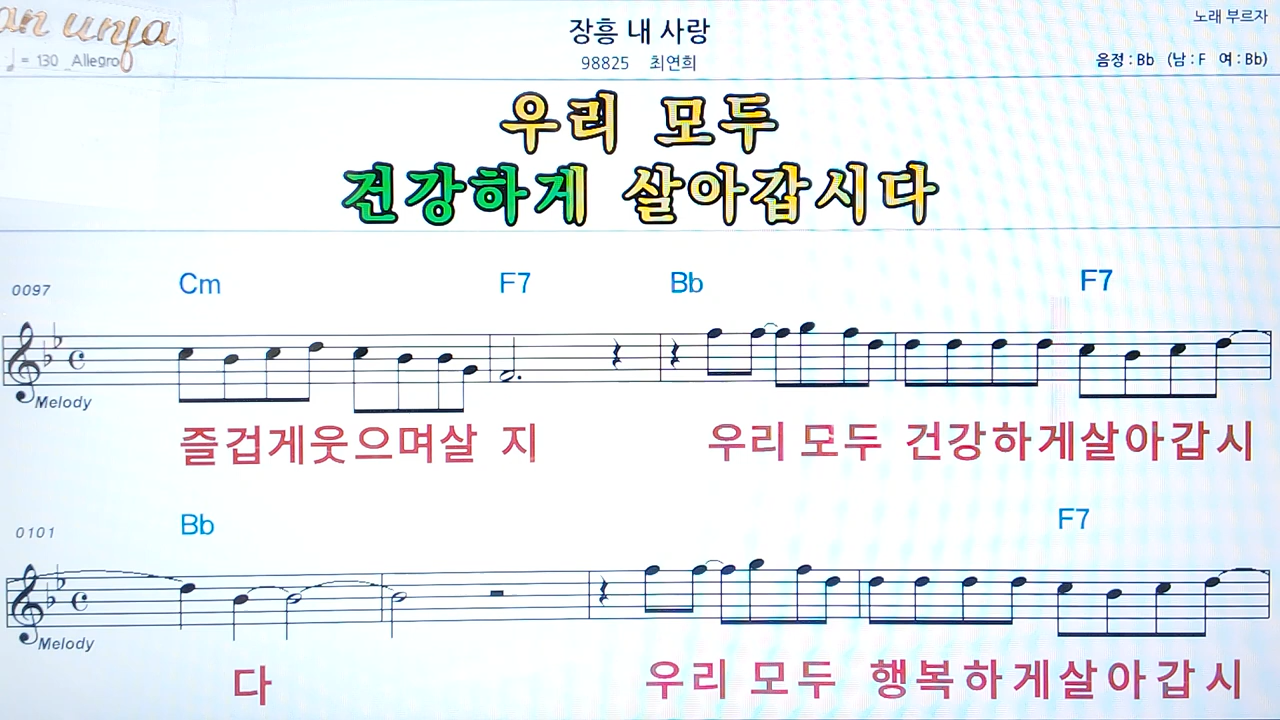 장흥 내 사랑
노래 부르자
♩ = 130 Allegro
98825 최연희
음정 : Bb (남 : F 여 : Bb)
우리 모두
건강하게 살아갑시다
0097
Cm F7 Bb F7
Melody
즐겁게웃으며살 지 우리 모두 건강하게살아갑시
0101
Bb F7
Melody
다 우리 모두 행복하게살아갑시